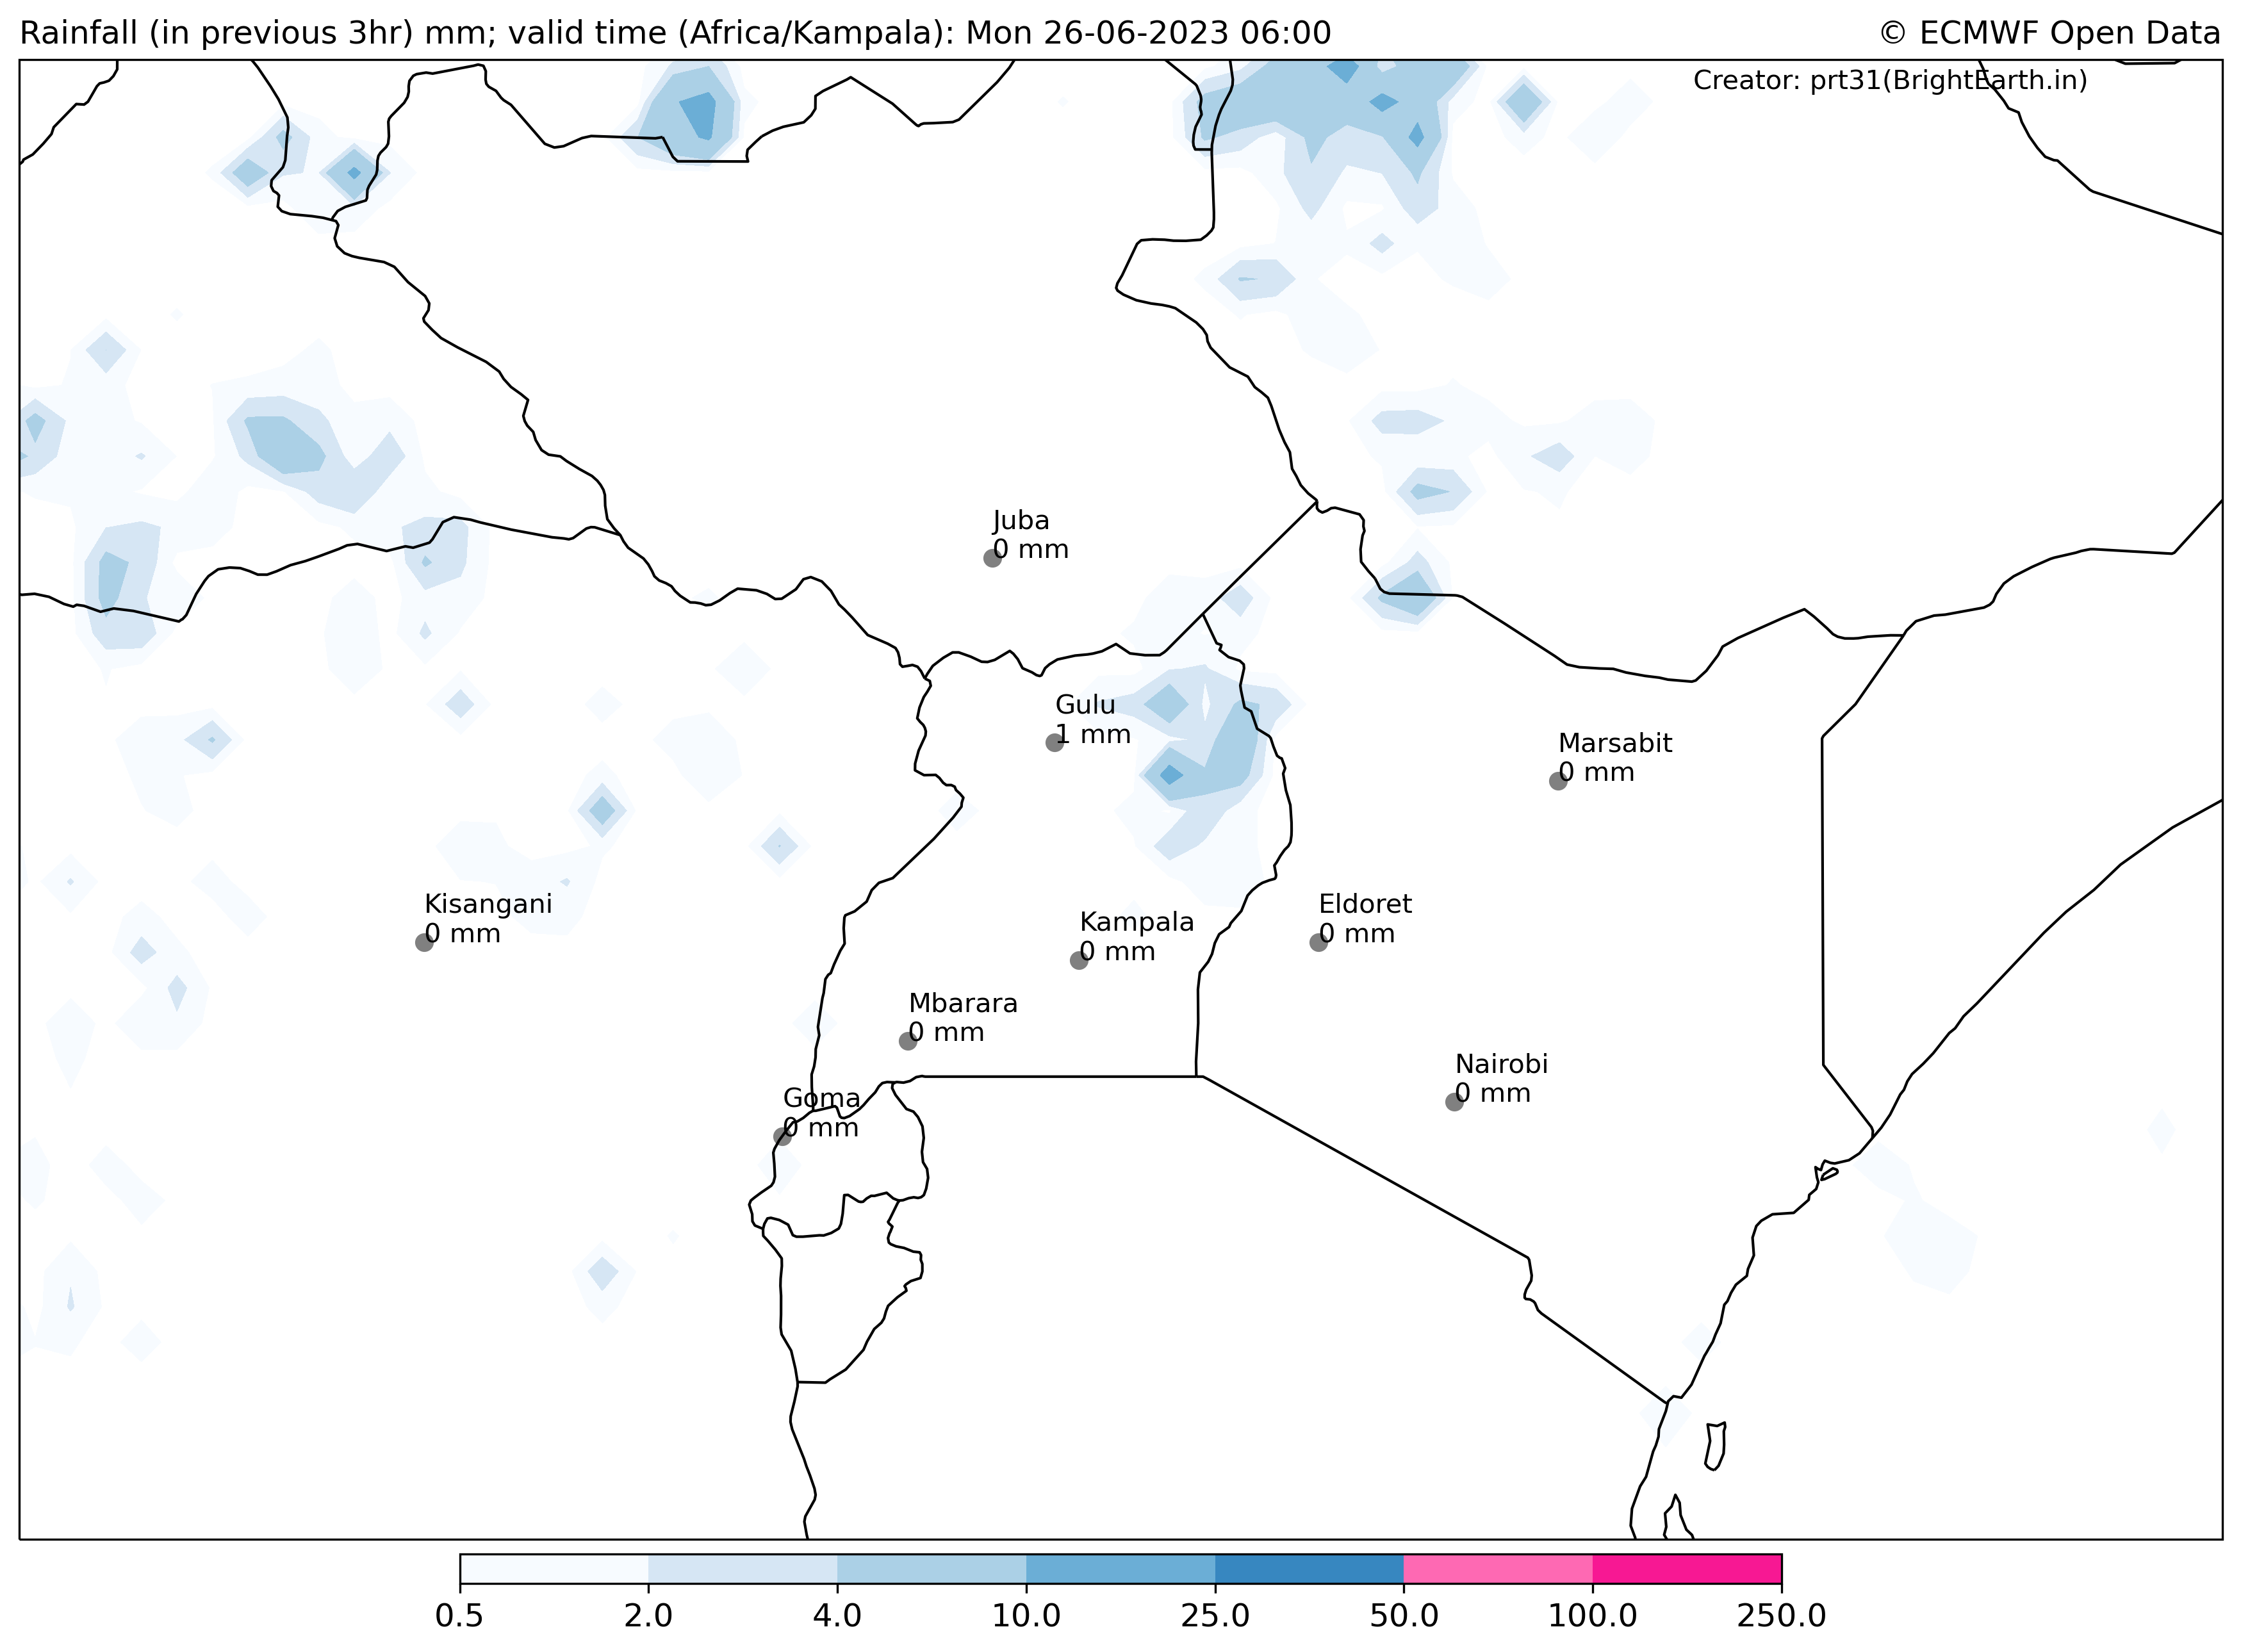 Rainfall (in previous 3hr) mm; valid time (Africa/Kampala): Mon 26-06-2023 06:00
© ECMWF Open Data
Creator: prt31(BrightEarth.in)
Juba
0 mm
Gulu
1 mm
Marsabit
0 mm
Kisangani
0 mm
Kampala
0 mm
Eldoret
0 mm
Mbarara
0 mm
Nairobi
0 mm
Goma
0 mm
0.5 2.0 4.0 10.0 25.0 50.0 100.0 250.0